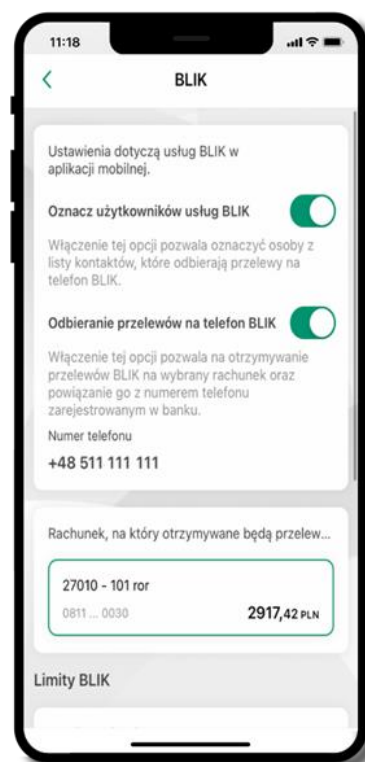 11:18
BLIK
Ustawienia dotyczą usług BLIK w
aplikacji mobilnej.
Oznacz użytkowników usług BLIK
Włączenie tej opcji pozwala oznaczyć osoby z
listy kontaktów, które odbierają przelewy na
telefon BLIK.
Odbieranie przelewów na telefon BLIK
Włączenie tej opcji pozwala na otrzymywanie
przelewów BLIK na wybrany rachunek oraz
powiązanie go z numerem telefonu
zarejestrowanym w banku.
Numer telefonu
+48 511 111 111
Rachunek, na który otrzymywane będą przelew...
27010 - 101 ror
0811 ... 0030 2917,42 PLN
Limity BLIK